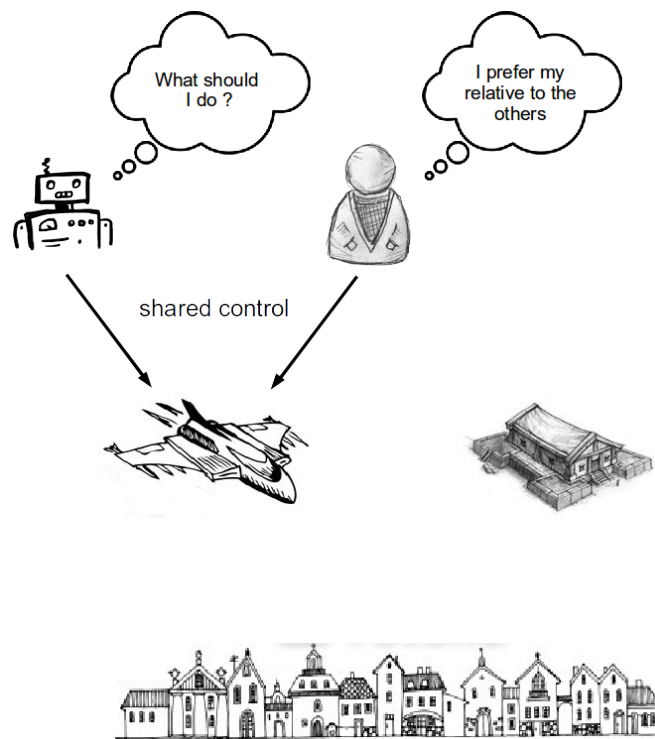 What should
I do ?
I prefer my
relative to the
others
shared control